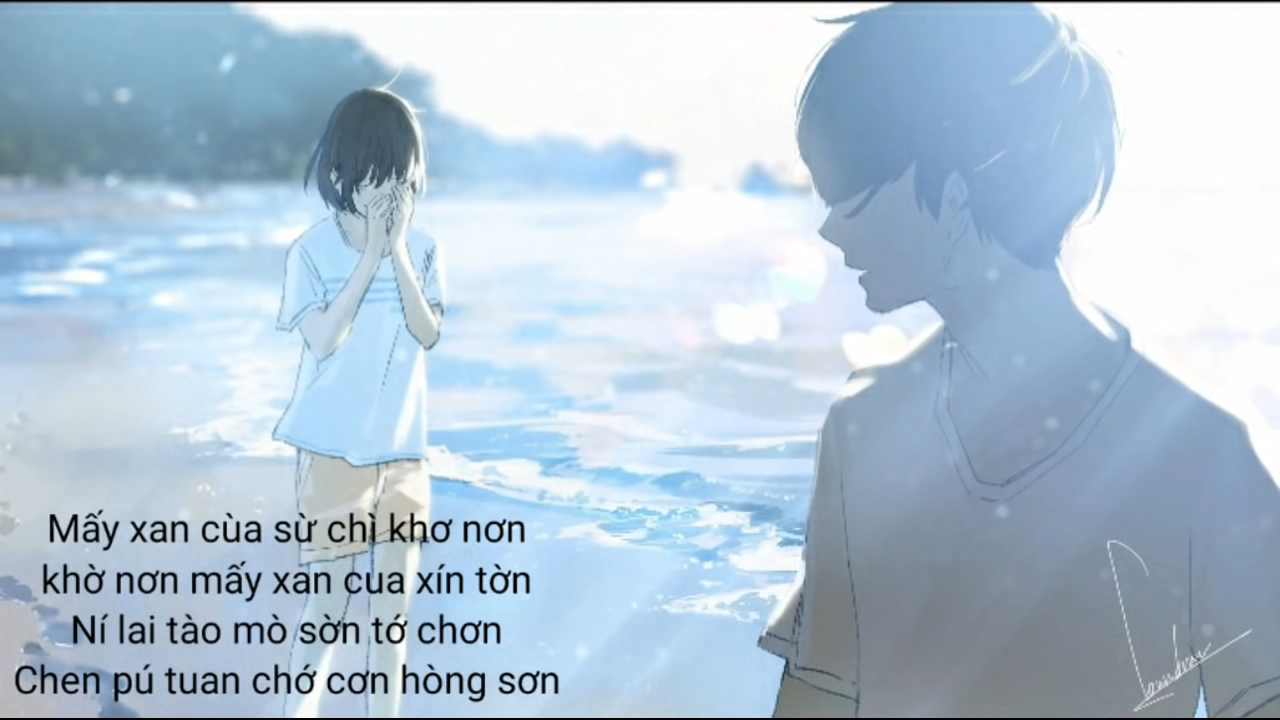 Mấy xan cùa sừ chì khơ nơn
khờ nơn mấy xan cua xín tờn
Ní lai tào mò sờn tớ chơn
Chen pú tuan chớ cơn hòng sơn